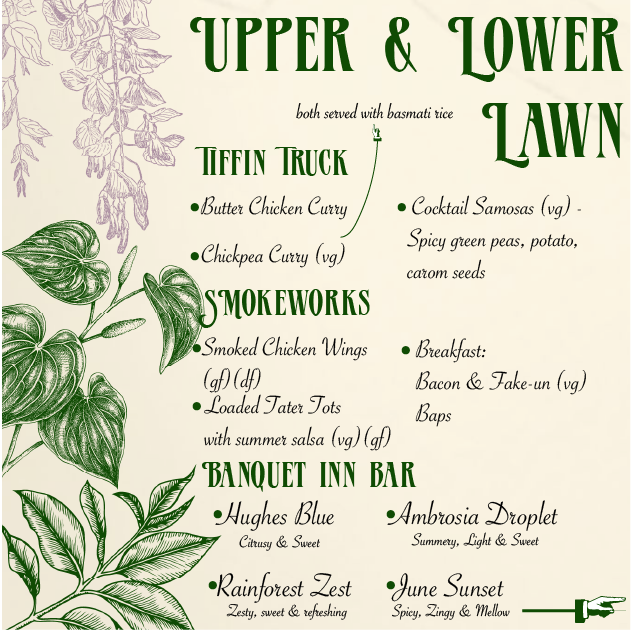 UPPER & LOWER
LAWN
both served with basmati rice
TIFFIN TRUCK
•Butter Chicken Curry
•Chickpea Curry (vg)
• Cocktail Samosas (vg) -
Spicy green peas, potato,
carom seeds
SMOKEWORKS
•Smoked Chicken Wings
(gf)(df)
•Loaded Tater Tots
with summer salsa (vg)(gf)
• Breakfast:
Bacon & Fake-un (vg)
Baps
BANQUET INN BAR
•Hughes Blue
Citrusy & Sweet
•Ambrosia Droplet
Summery, Light & Sweet
•Rainforest Zest
Zesty, sweet & refreshing
•June Sunset
Spicy, Zingy & Mellow